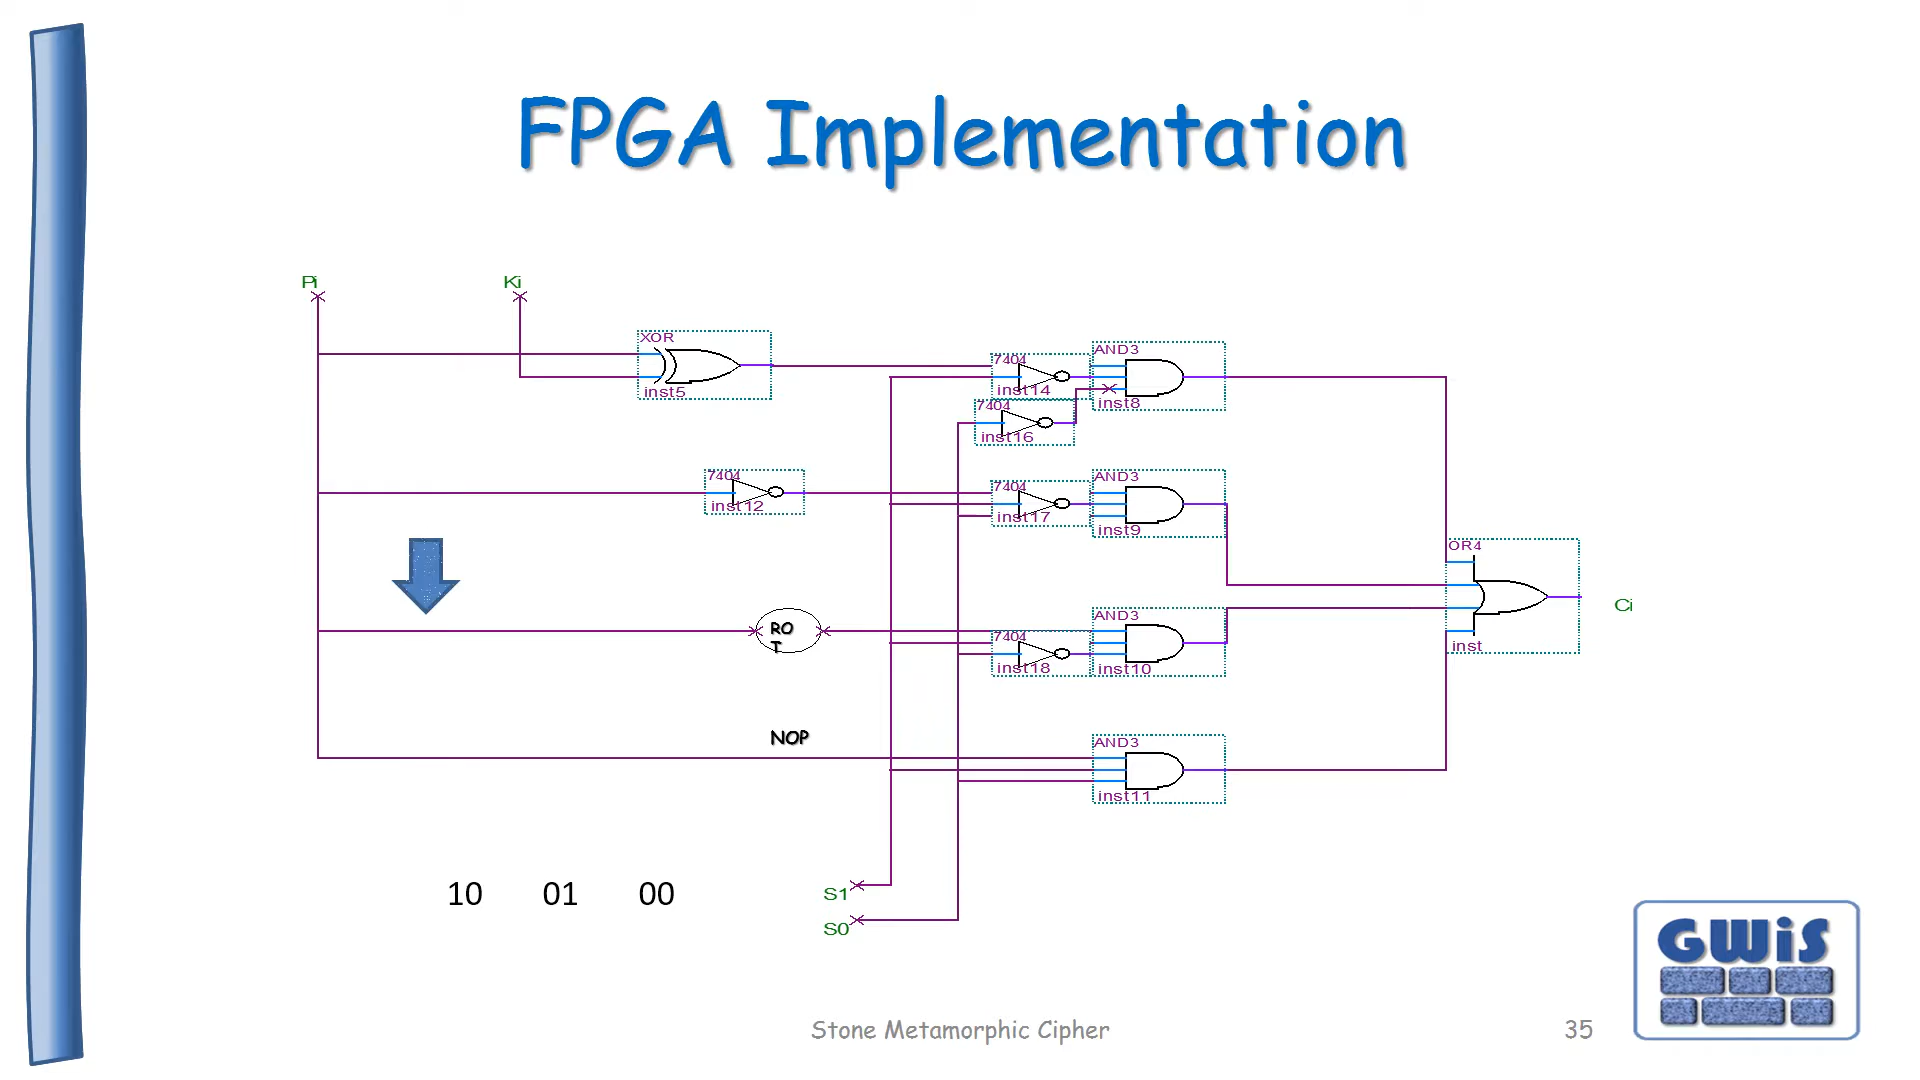 FPGA Implementation
Pi
Ki
XOR
inst5
7404
inst14
AND3
inst8
7404
inst16
7404
inst12
7404
inst17
AND3
inst9
OR4
inst
Ci
RO
T
7404
inst18
AND3
inst10
NOP
AND3
inst11
10 01 00
S1
S0
GWiS
Stone Metamorphic Cipher
35